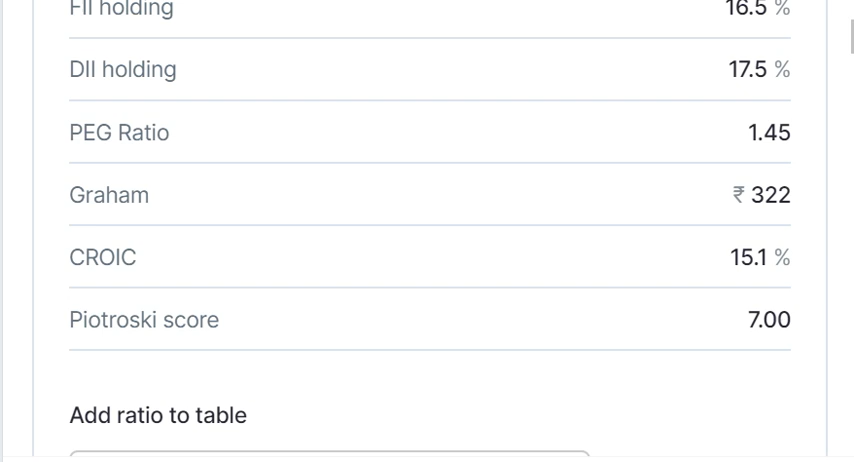 FII holding 16.5 %
DII holding 17.5 %
PEG Ratio 1.45
Graham ₹ 322
CROIC 15.1 %
Piotroski score 7.00
Add ratio to table